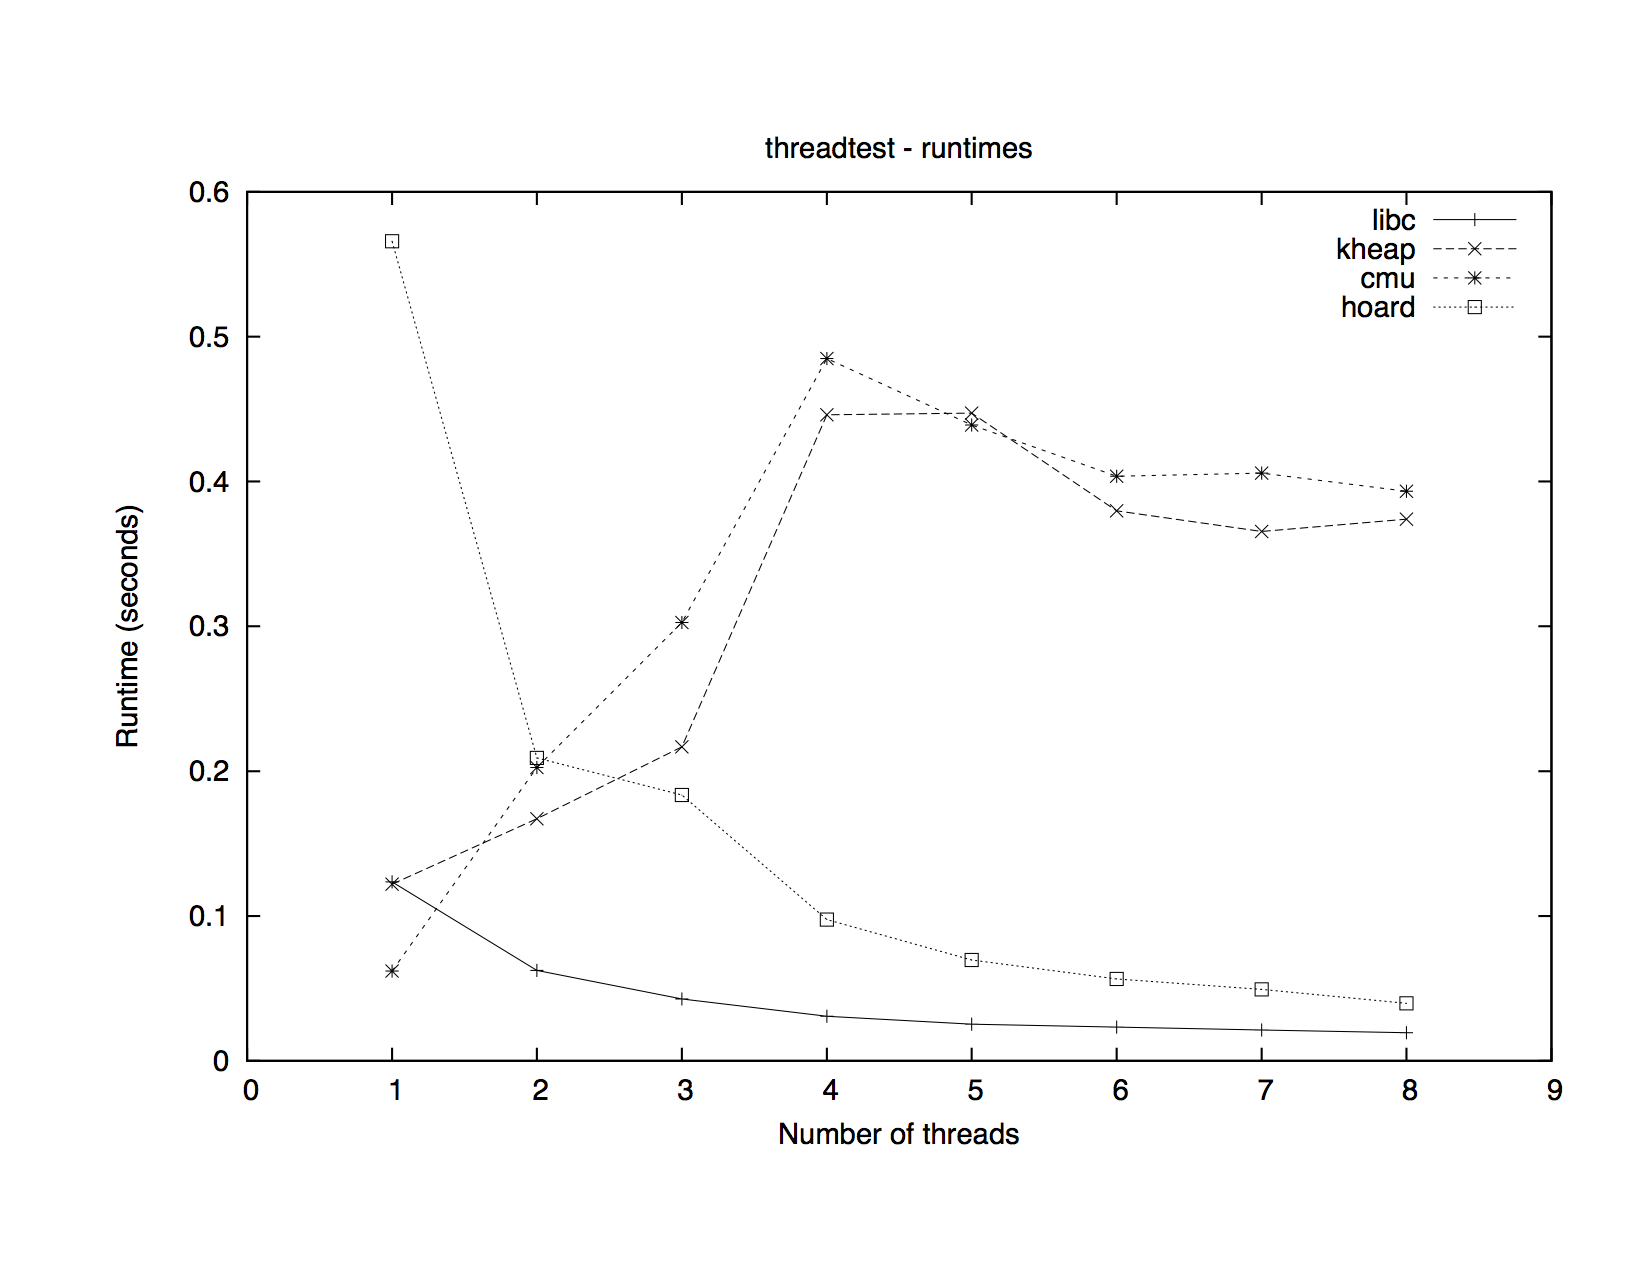 threadtest - runtimes
0.6
0.5
0.4
0.3
0.2
0.1
0
libc
kheap
cmu
hoard
Runtime (seconds)
0 1 2 3 4 5 6 7 8 9
Number of threads